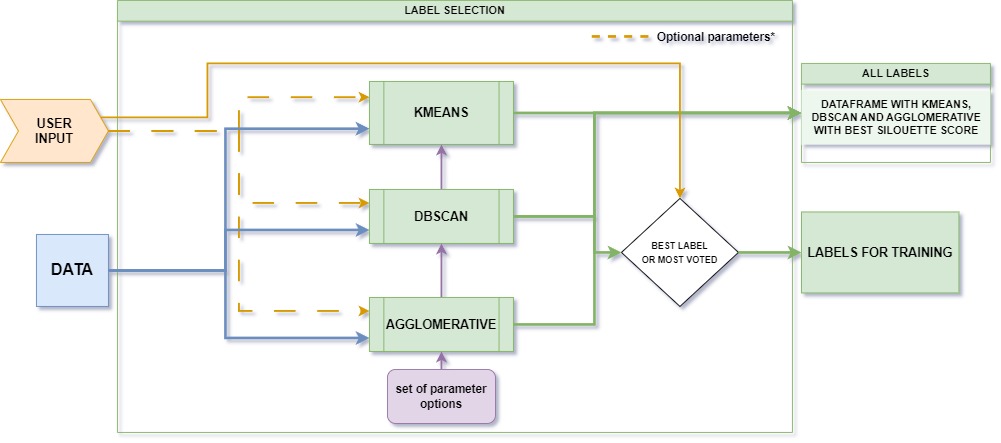 LABEL SELECTION
Optional parameters*
USER
INPUT
KMEANS
ALL LABELS
DATAFRAME WITH KMEANS,
DBSCAN AND AGGLOMERATIVE
WITH BEST SILOUETTE SCORE
DBSCAN
DATA
BEST LABEL
OR MOST VOTED
LABELS FOR TRAINING
AGGLOMERATIVE
set of parameter
options